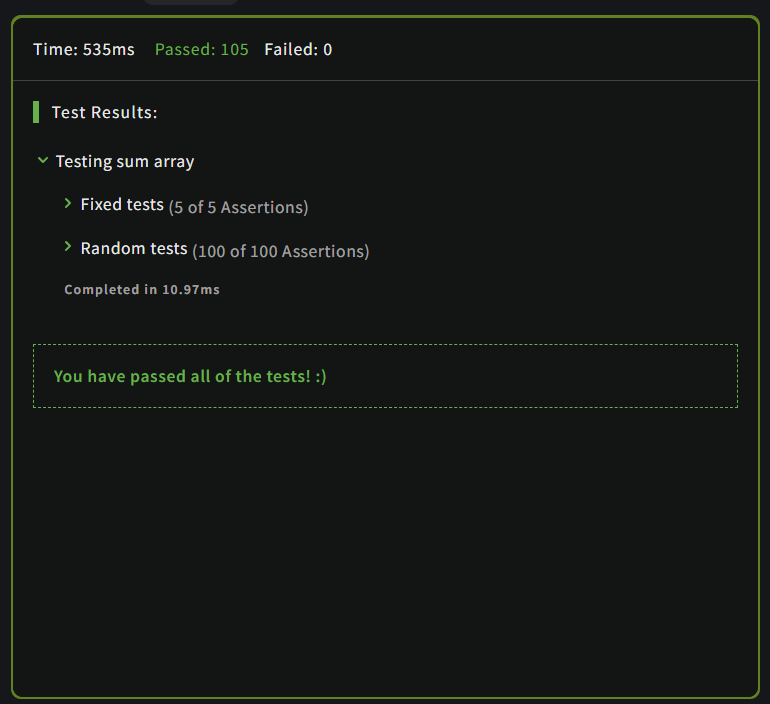 Time: 535ms Passed: 105 Failed: 0
Test Results:
Testing sum array
Fixed tests (5 of 5 Assertions)
Random tests (100 of 100 Assertions)
Completed in 10.97ms
You have passed all of the tests! :)